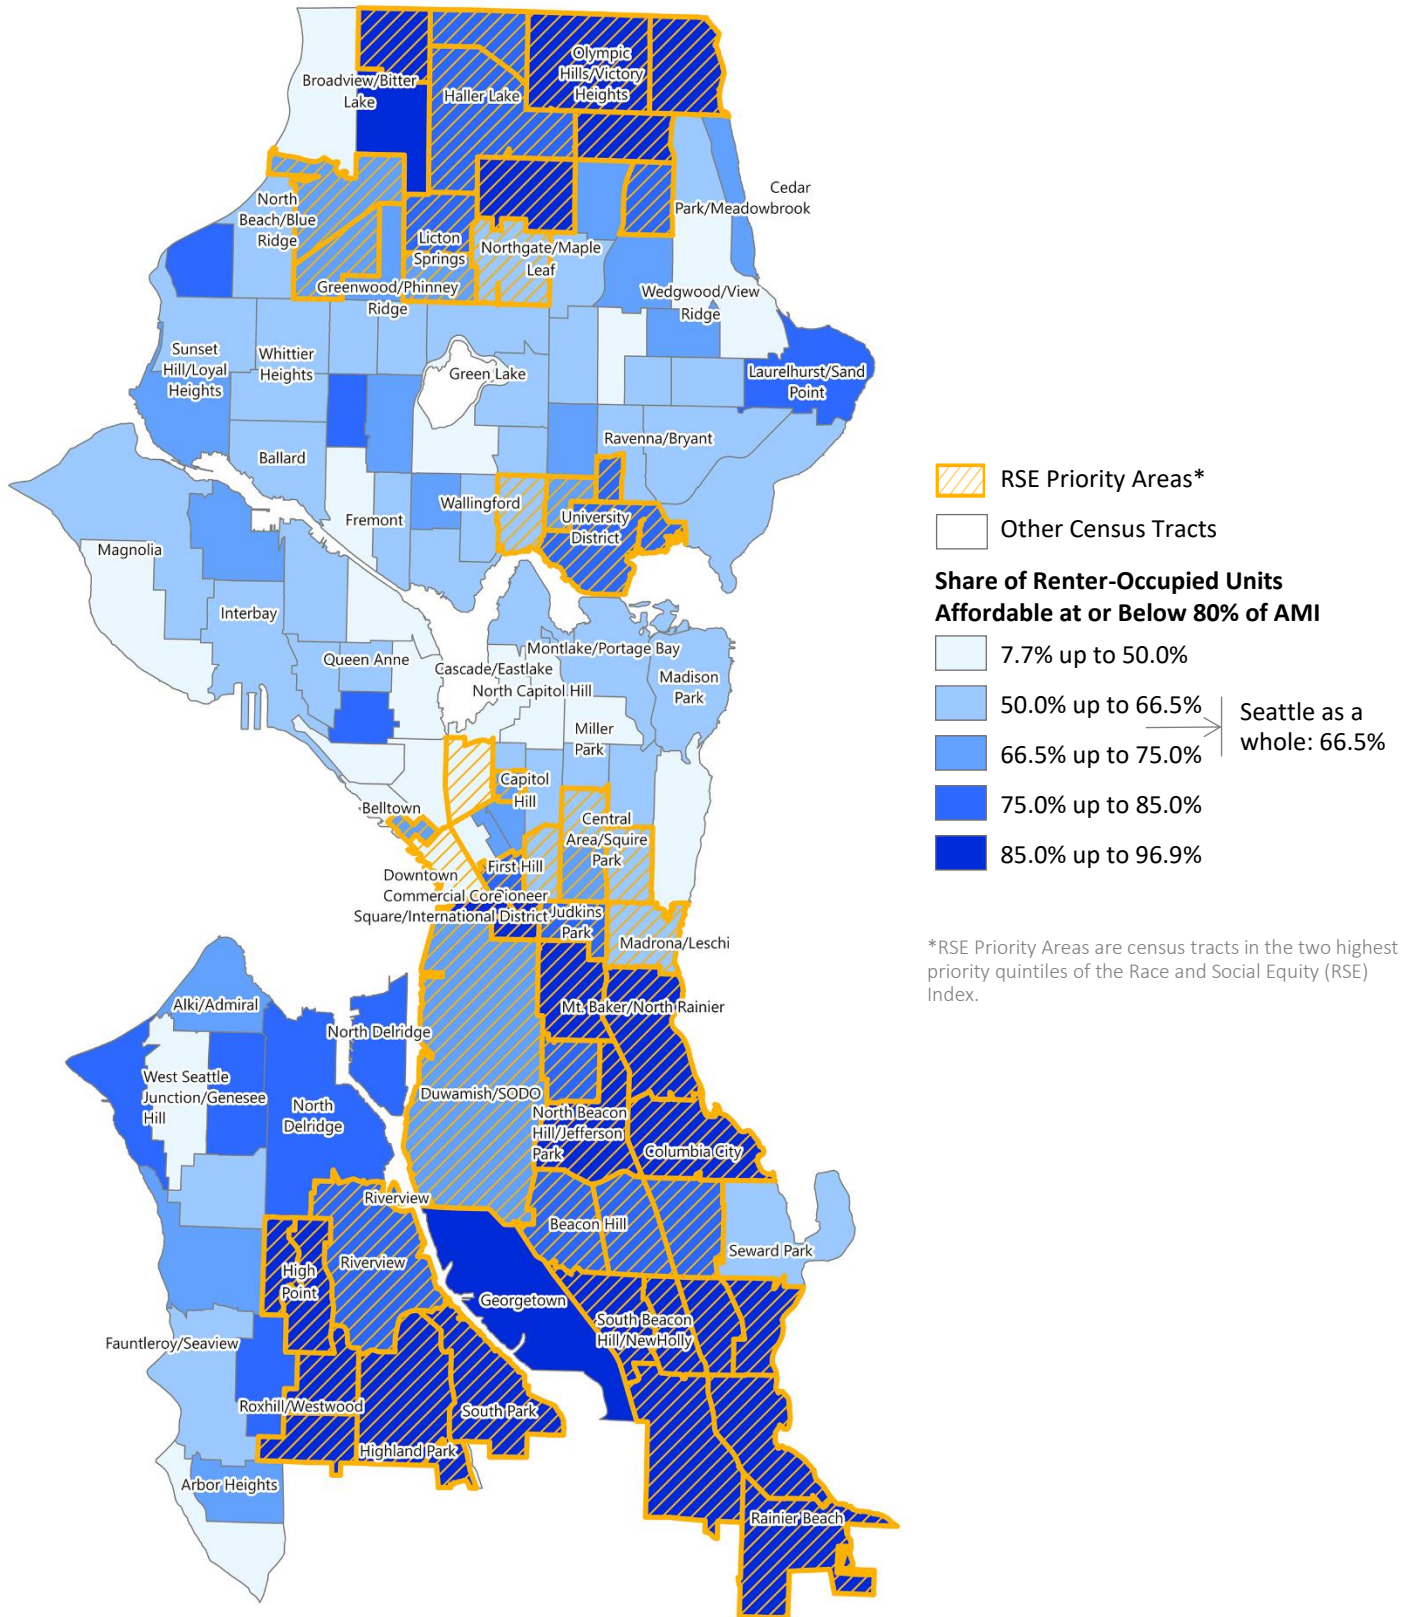 Olympic
Hills/Victory
Heights
Broadview/Bitter
Lake
Haller Lake
Cedar
Park/Meadowbrook
North
Beach/Blue
Ridge
Licton
Springs
Northgate/Maple
Leaf
Greenwood/Phinney
Ridge
Wedgwood/View
Ridge
Sunset
Hill/Loyal
Heights
Whittier
Heights
Green Lake
Laurelhurst/Sand
Point
Ballard
Ravenna/Bryant
Wallingford
Fremont
University
District
Magnolia
Interbay
Queen Anne
Montlake/Portage Bay
Cascade/Eastlake
North Capitol Hill
Madison
Park
Miller
Park
Capitol
Hill
Belltown
Central
Area/Squire
Park
First Hill
Downtown
Commercial Core
Pioneer
Square/International District
Judkins
Park
Madrona/Leschi
Alki/Admiral
North Delridge
Mt. Baker/North Rainier
West Seattle
Junction/Genesee
Hill
North
Delridge
Duwamish/SODO
North Beacon
Hill/Jefferson
Park
Columbia City
Riverview
Beacon Hill
Seward Park
Riverview
High
Point
Georgetown
South Beacon
Hill/NewHolly
Fauntleroy/Seaview
Roxhill/Westwood
South Park
Highland Park
Arbor Heights
Rainier Beach
RSE Priority Areas*
Other Census Tracts
Share of Renter-Occupied Units
Affordable at or Below 80% of AMI
7.7% up to 50.0%
50.0% up to 66.5%
66.5% up to 75.0%
75.0% up to 85.0%
85.0% up to 96.9%
Seattle as a
whole: 66.5%
*RSE Priority Areas are census tracts in the two highest
priority quintiles of the Race and Social Equity (RSE)
Index.